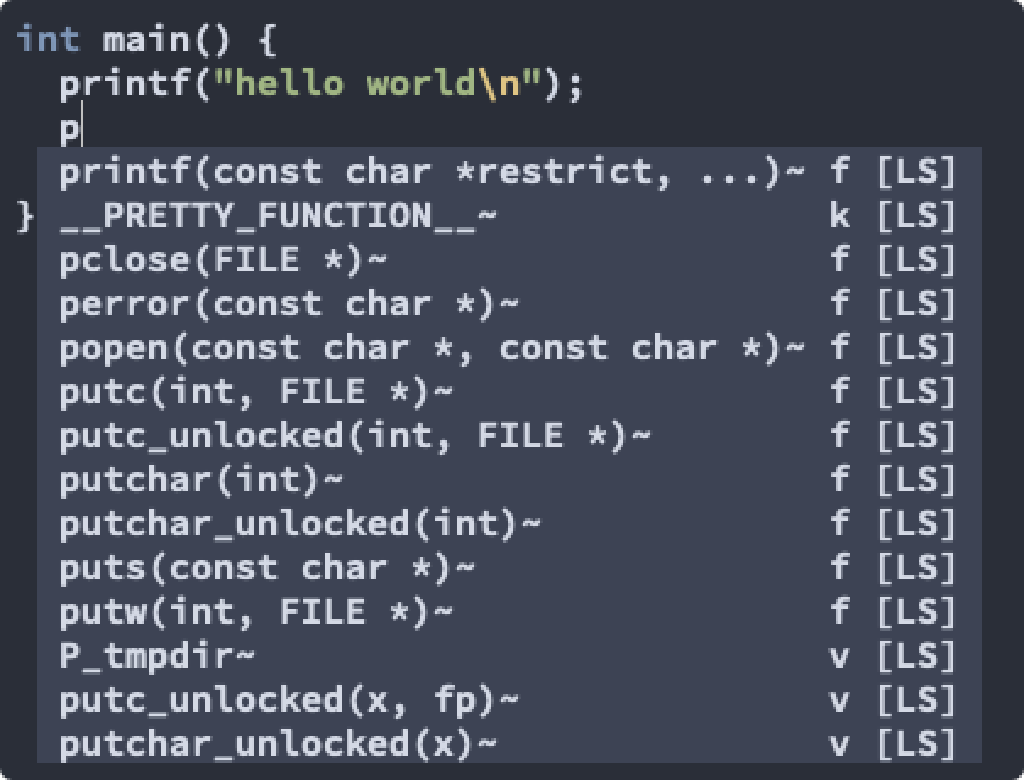 int main() {
  printf("hello world\n");
  p
  printf(const char *restrict, ...)~ f [LS]
} __PRETTY_FUNCTION__~ k [LS]
  pclose(FILE *)~ f [LS]
  perror(const char *)~ f [LS]
  popen(const char *, const char *)~ f [LS]
  putc(int, FILE *)~ f [LS]
  putc_unlocked(int, FILE *)~ f [LS]
  putchar(int)~ f [LS]
  putchar_unlocked(int)~ f [LS]
  puts(const char *)~ f [LS]
  putw(int, FILE *)~ f [LS]
  P_tmpdir~ v [LS]
  putc_unlocked(x, fp)~ v [LS]
  putchar_unlocked(x)~ v [LS]